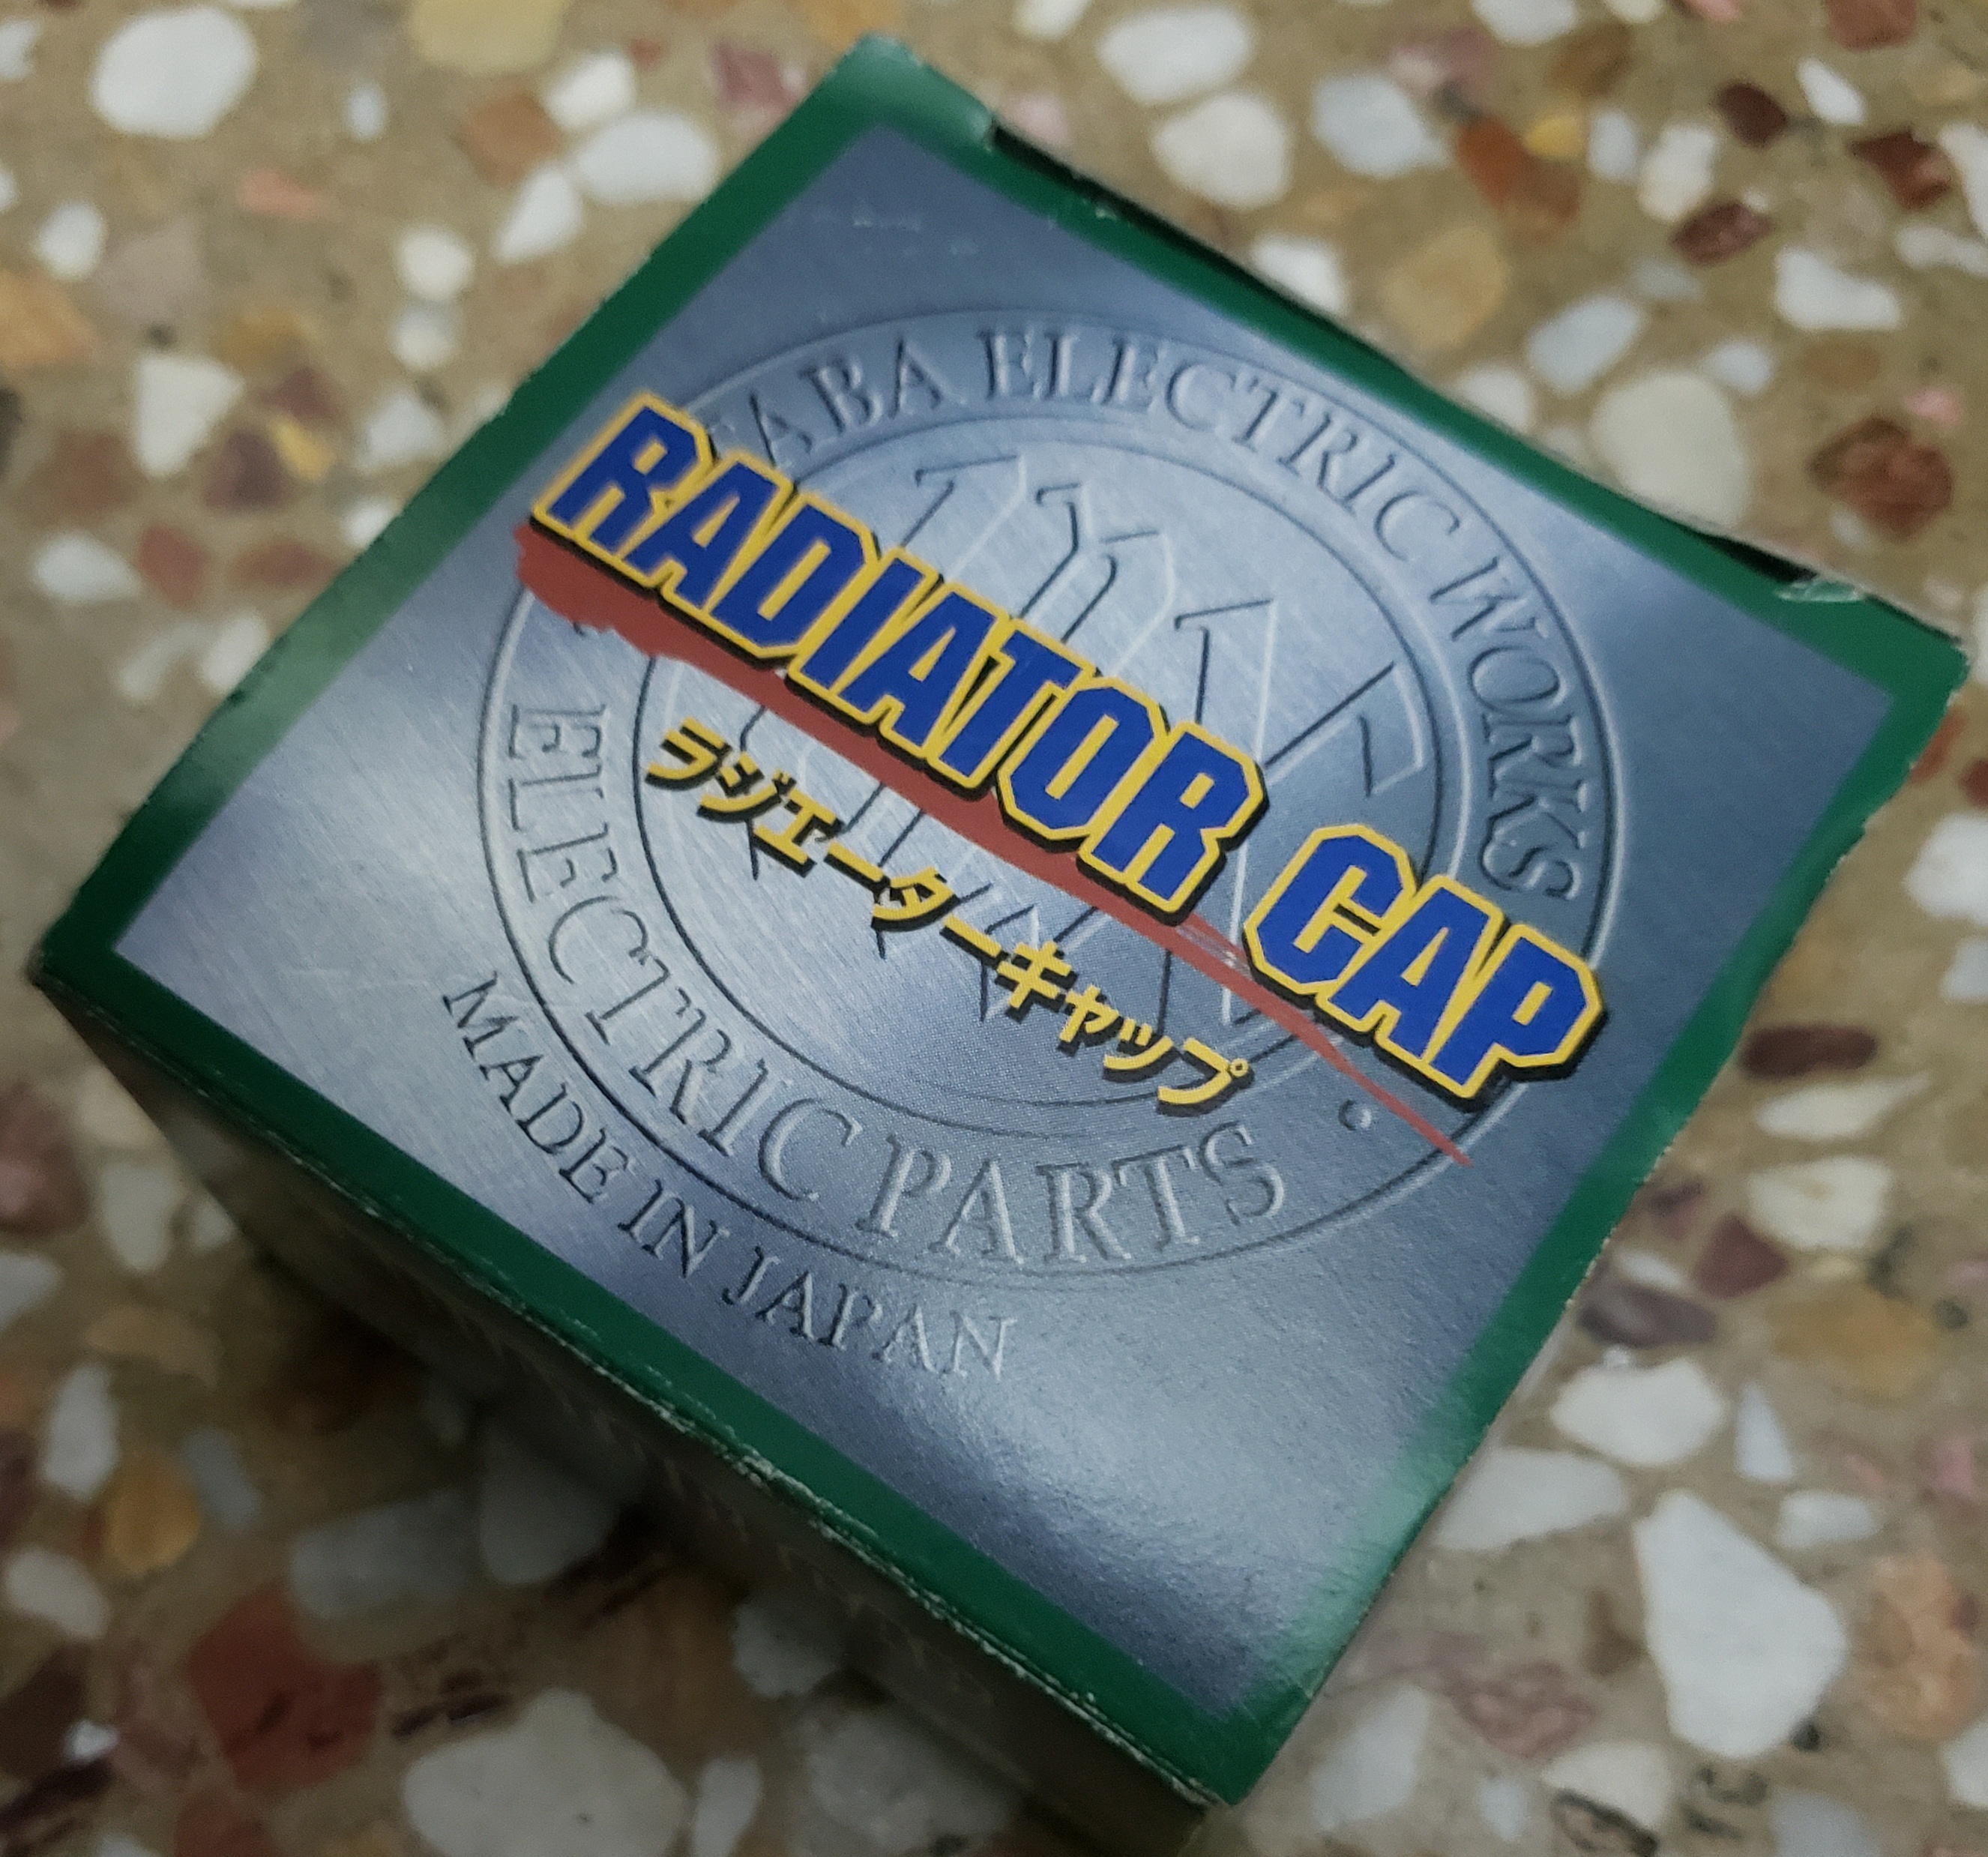 ABA ELECTRIC WORKS
RADIATOR CAP
ラジエーターキャップ
ELECTRIC PARTS
MADE IN JAPAN